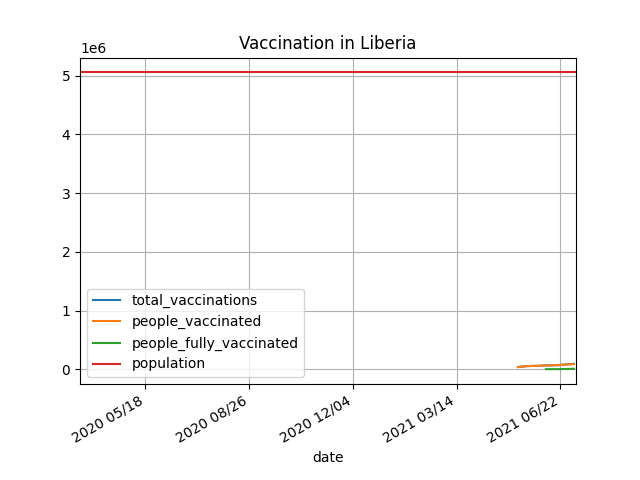 Vaccination in Liberia
1e6
5
4
3
2
1
0
total_vaccinations
people_vaccinated
people_fully_vaccinated
population
2020 05/18
2020 08/26
2020 12/04
2021 03/14
2021 06/22
date